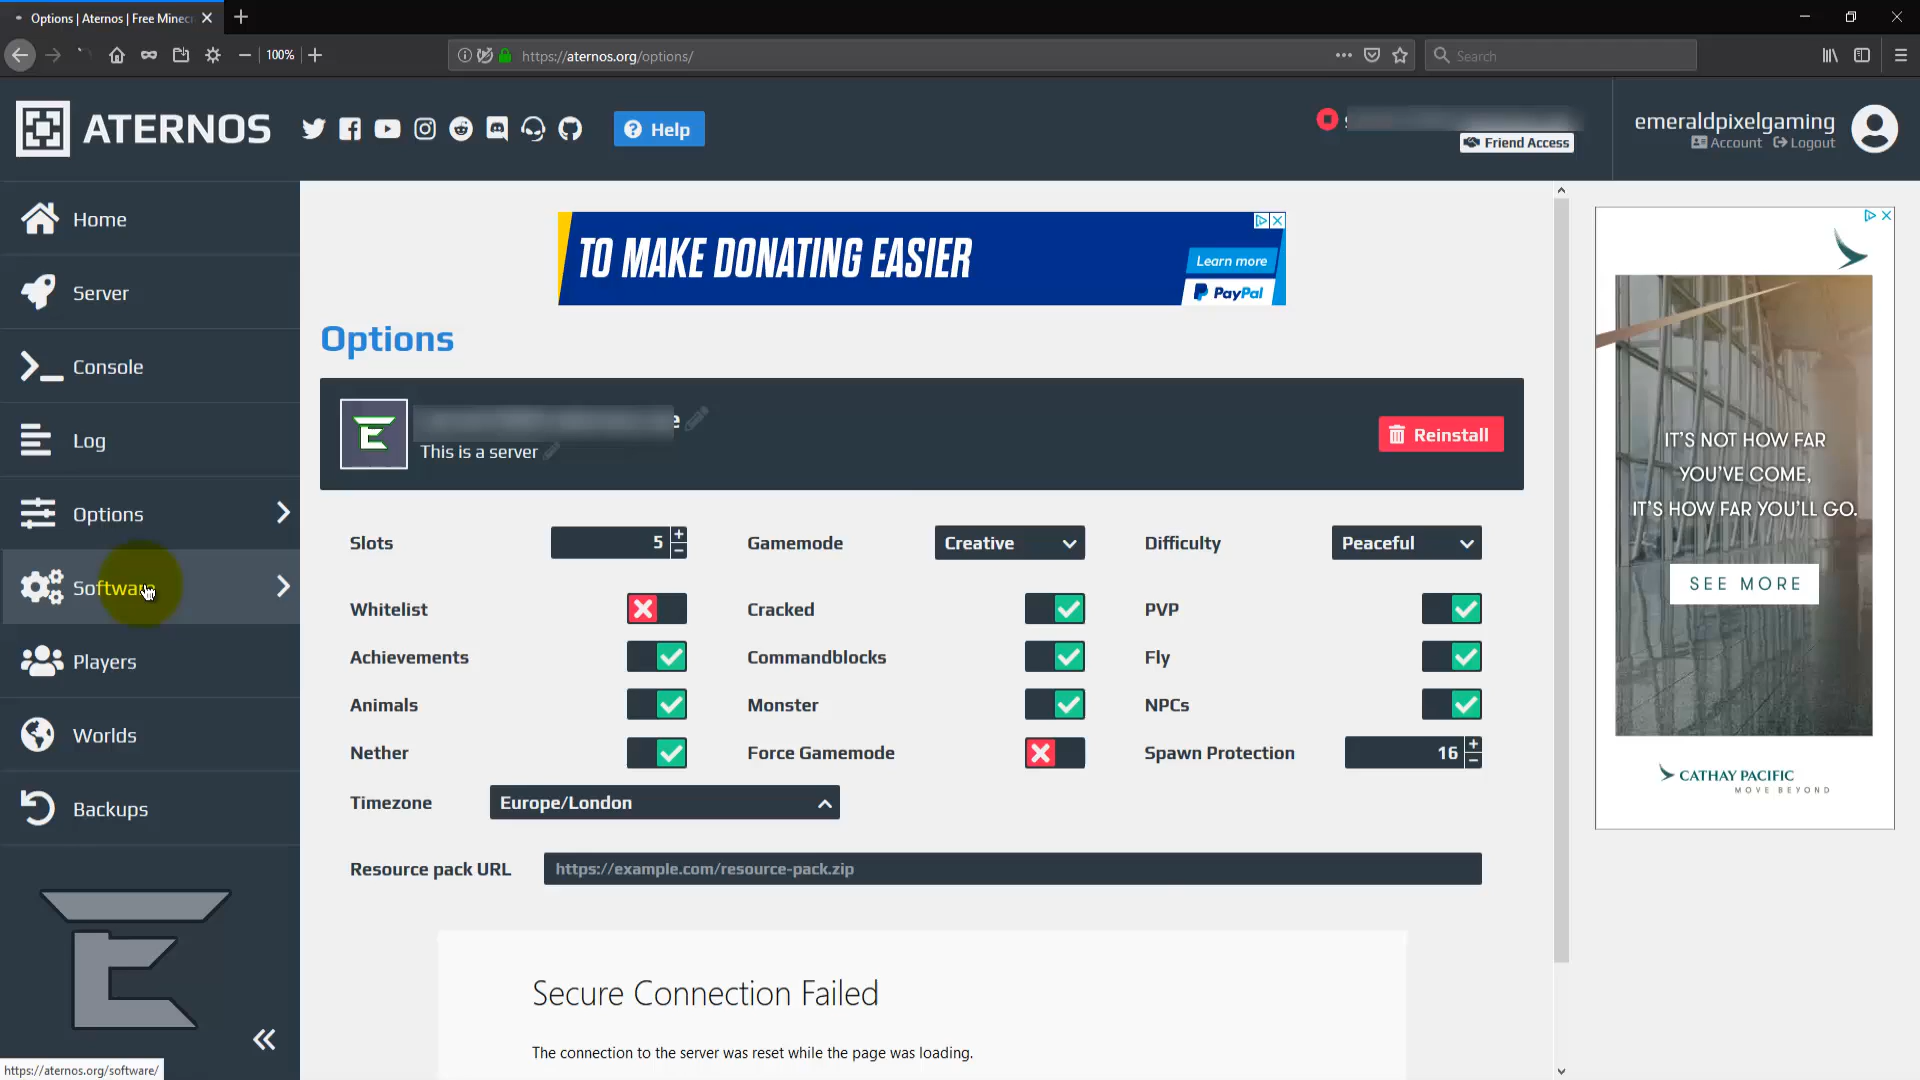 Options | Aternos | Free Minecr
100%
https://aternos.org/options/
Search
ATERNOS
Help
Friend Access
emeraldpixelgaming
Account
Logout
Home
Server
Console
Log
Options
Software
Players
Worlds
Backups
https://aternos.org/software/
TO MAKE DONATING EASIER
Learn more
PayPal
Options
This is a server
Reinstall
Slots
5
Gamemode
Creative
Difficulty
Peaceful
Whitelist
Cracked
PVP
Achievements
Commandblocks
Fly
Animals
Monster
NPCs
Nether
Force Gamemode
Spawn Protection
16
Timezone
Europe/London
Resource pack URL
https://example.com/resource-pack.zip
Secure Connection Failed
The connection to the server was reset while the page was loading.
IT'S NOT HOW FAR
YOU'VE COME,
IT'S HOW FAR YOU'LL GO.
SEE MORE
CATHAY PACIFIC
MOVE BEYOND